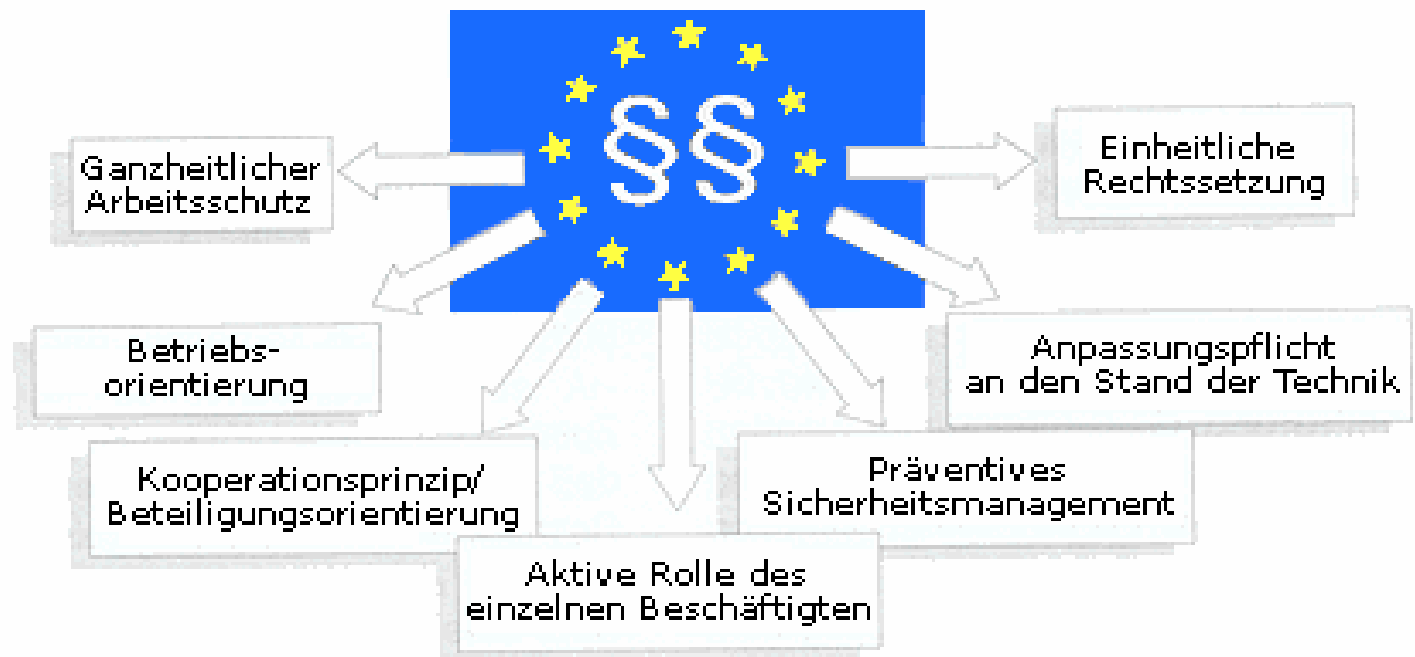 §§
Ganzheitlicher
Arbeitsschutz
Einheitliche
Rechtssetzung
Betriebs-
orientierung
Anpassungspflicht
an den Stand der Technik
Kooperationsprinzip/
Beteiligungsorientierung
Präventives
Sicherheitsmanagement
Aktive Rolle des
einzelnen Beschäftigten